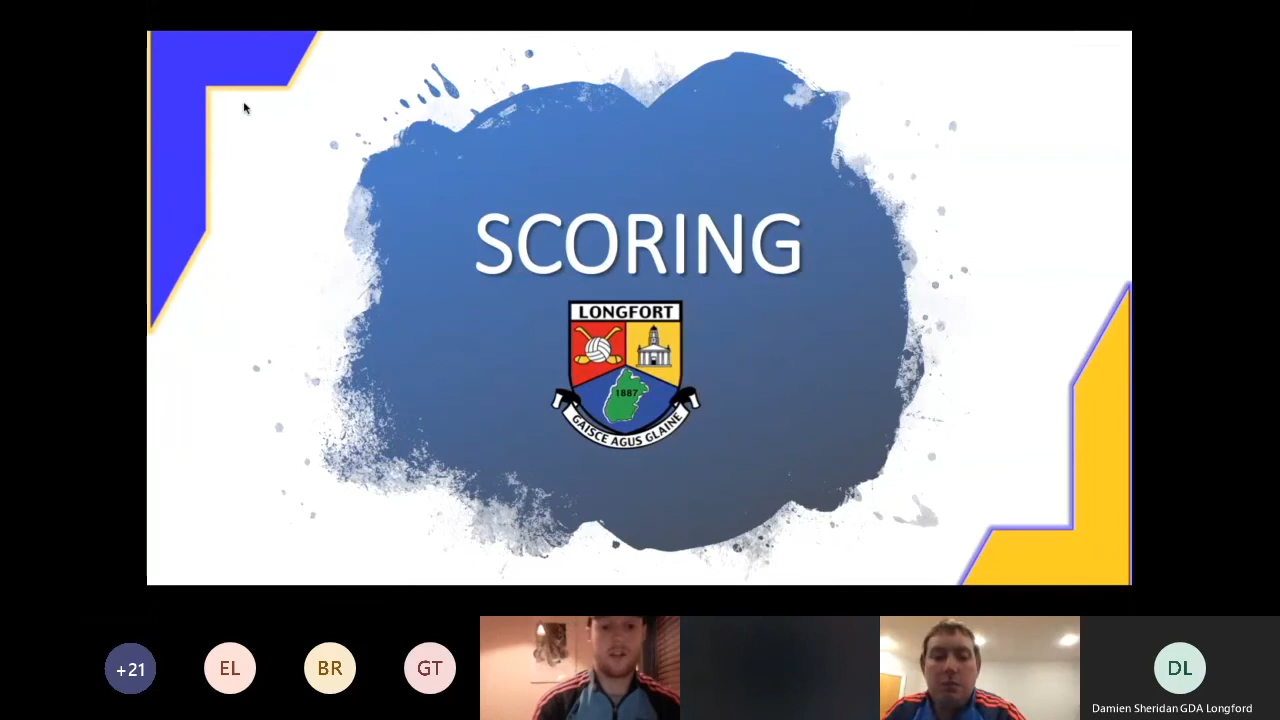 SCORING
LONGFORT
1887
GAISCE AGUS GLAINE
+21
EL
BR
GT
DL
Damien Sheridan GDA Longford